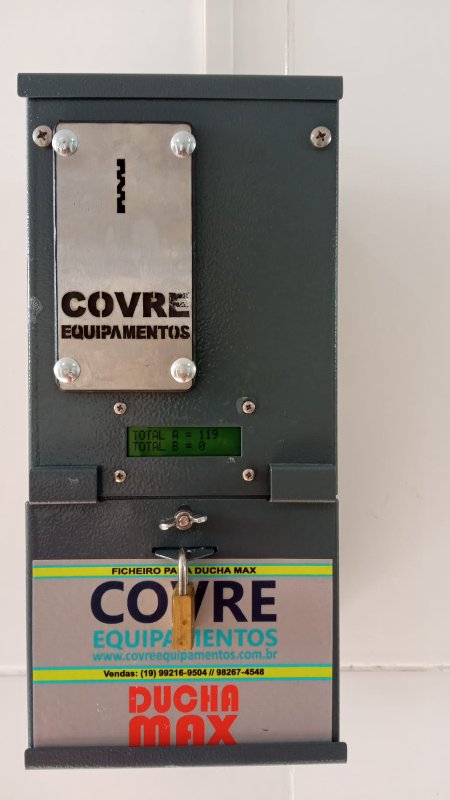 COVRE
EQUIPAMENTOS
TOTAL A = 119
TOTAL B = 0
FICHEIRO PARA DUCHA MAX
COVRE
EQUIPAMENTOS
www.covreequipamentos.com.br
Vendas: (19) 99216-9504 // 98267-4548
DUCHA
MAX